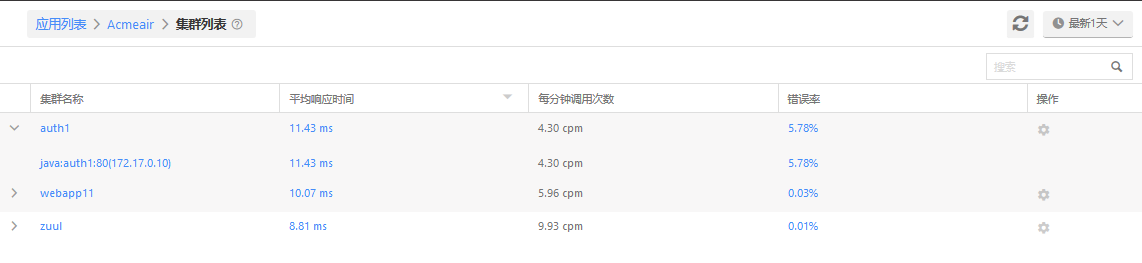 应用列表 > Acmeair > 集群列表
最新1天
搜索
集群名称 平均响应时间 每分钟调用次数 错误率 操作
auth1 11.43 ms 4.30 cpm 5.78%
java:auth1:80(172.17.0.10) 11.43 ms 4.30 cpm 5.78%
webapp11 10.07 ms 5.96 cpm 0.03%
zuul 8.81 ms 9.93 cpm 0.01%